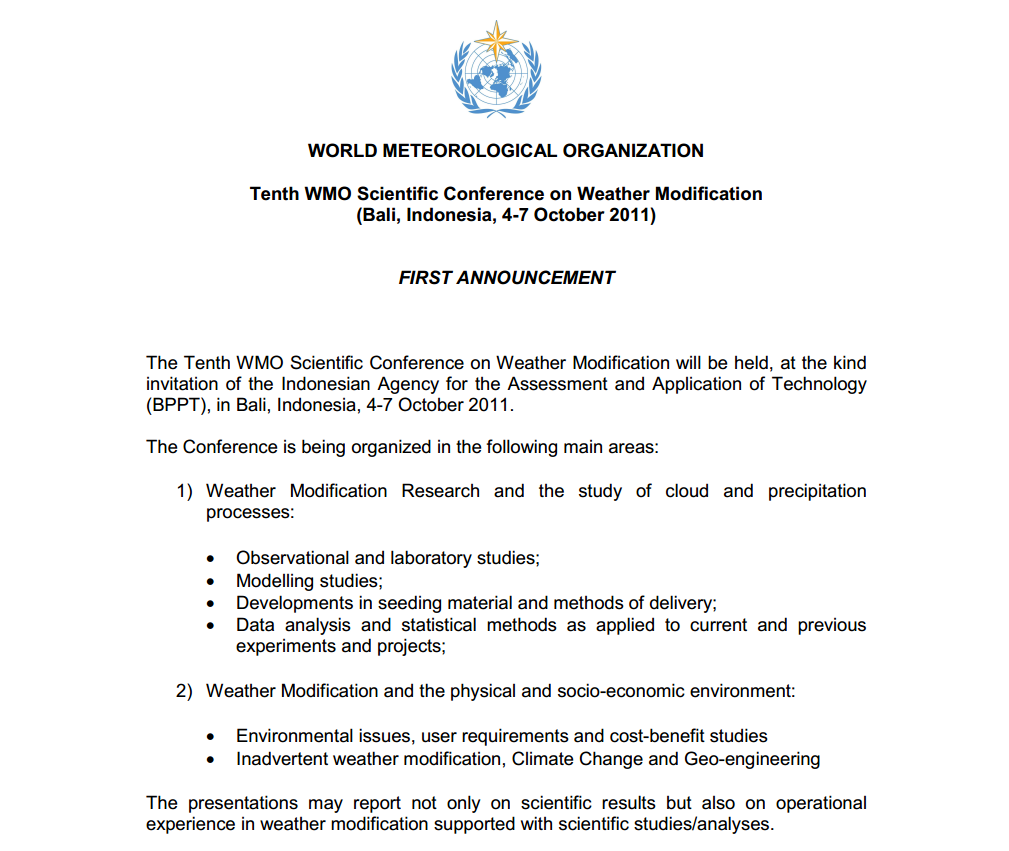 WORLD METEOROLOGICAL ORGANIZATION
Tenth WMO Scientific Conference on Weather Modification
(Bali, Indonesia, 4-7 October 2011)
FIRST ANNOUNCEMENT
The Tenth WMO Scientific Conference on Weather Modification will be held, at the kind
invitation of the Indonesian Agency for the Assessment and Application of Technology
(BPPT), in Bali, Indonesia, 4-7 October 2011.
The Conference is being organized in the following main areas:
1) Weather Modification Research and the study of cloud and precipitation
processes:
• Observational and laboratory studies;
• Modelling studies;
• Developments in seeding material and methods of delivery;
• Data analysis and statistical methods as applied to current and previous
experiments and projects;
2) Weather Modification and the physical and socio-economic environment:
• Environmental issues, user requirements and cost-benefit studies
• Inadvertent weather modification, Climate Change and Geo-engineering
The presentations may report not only on scientific results but also on operational
experience in weather modification supported with scientific studies/analyses.